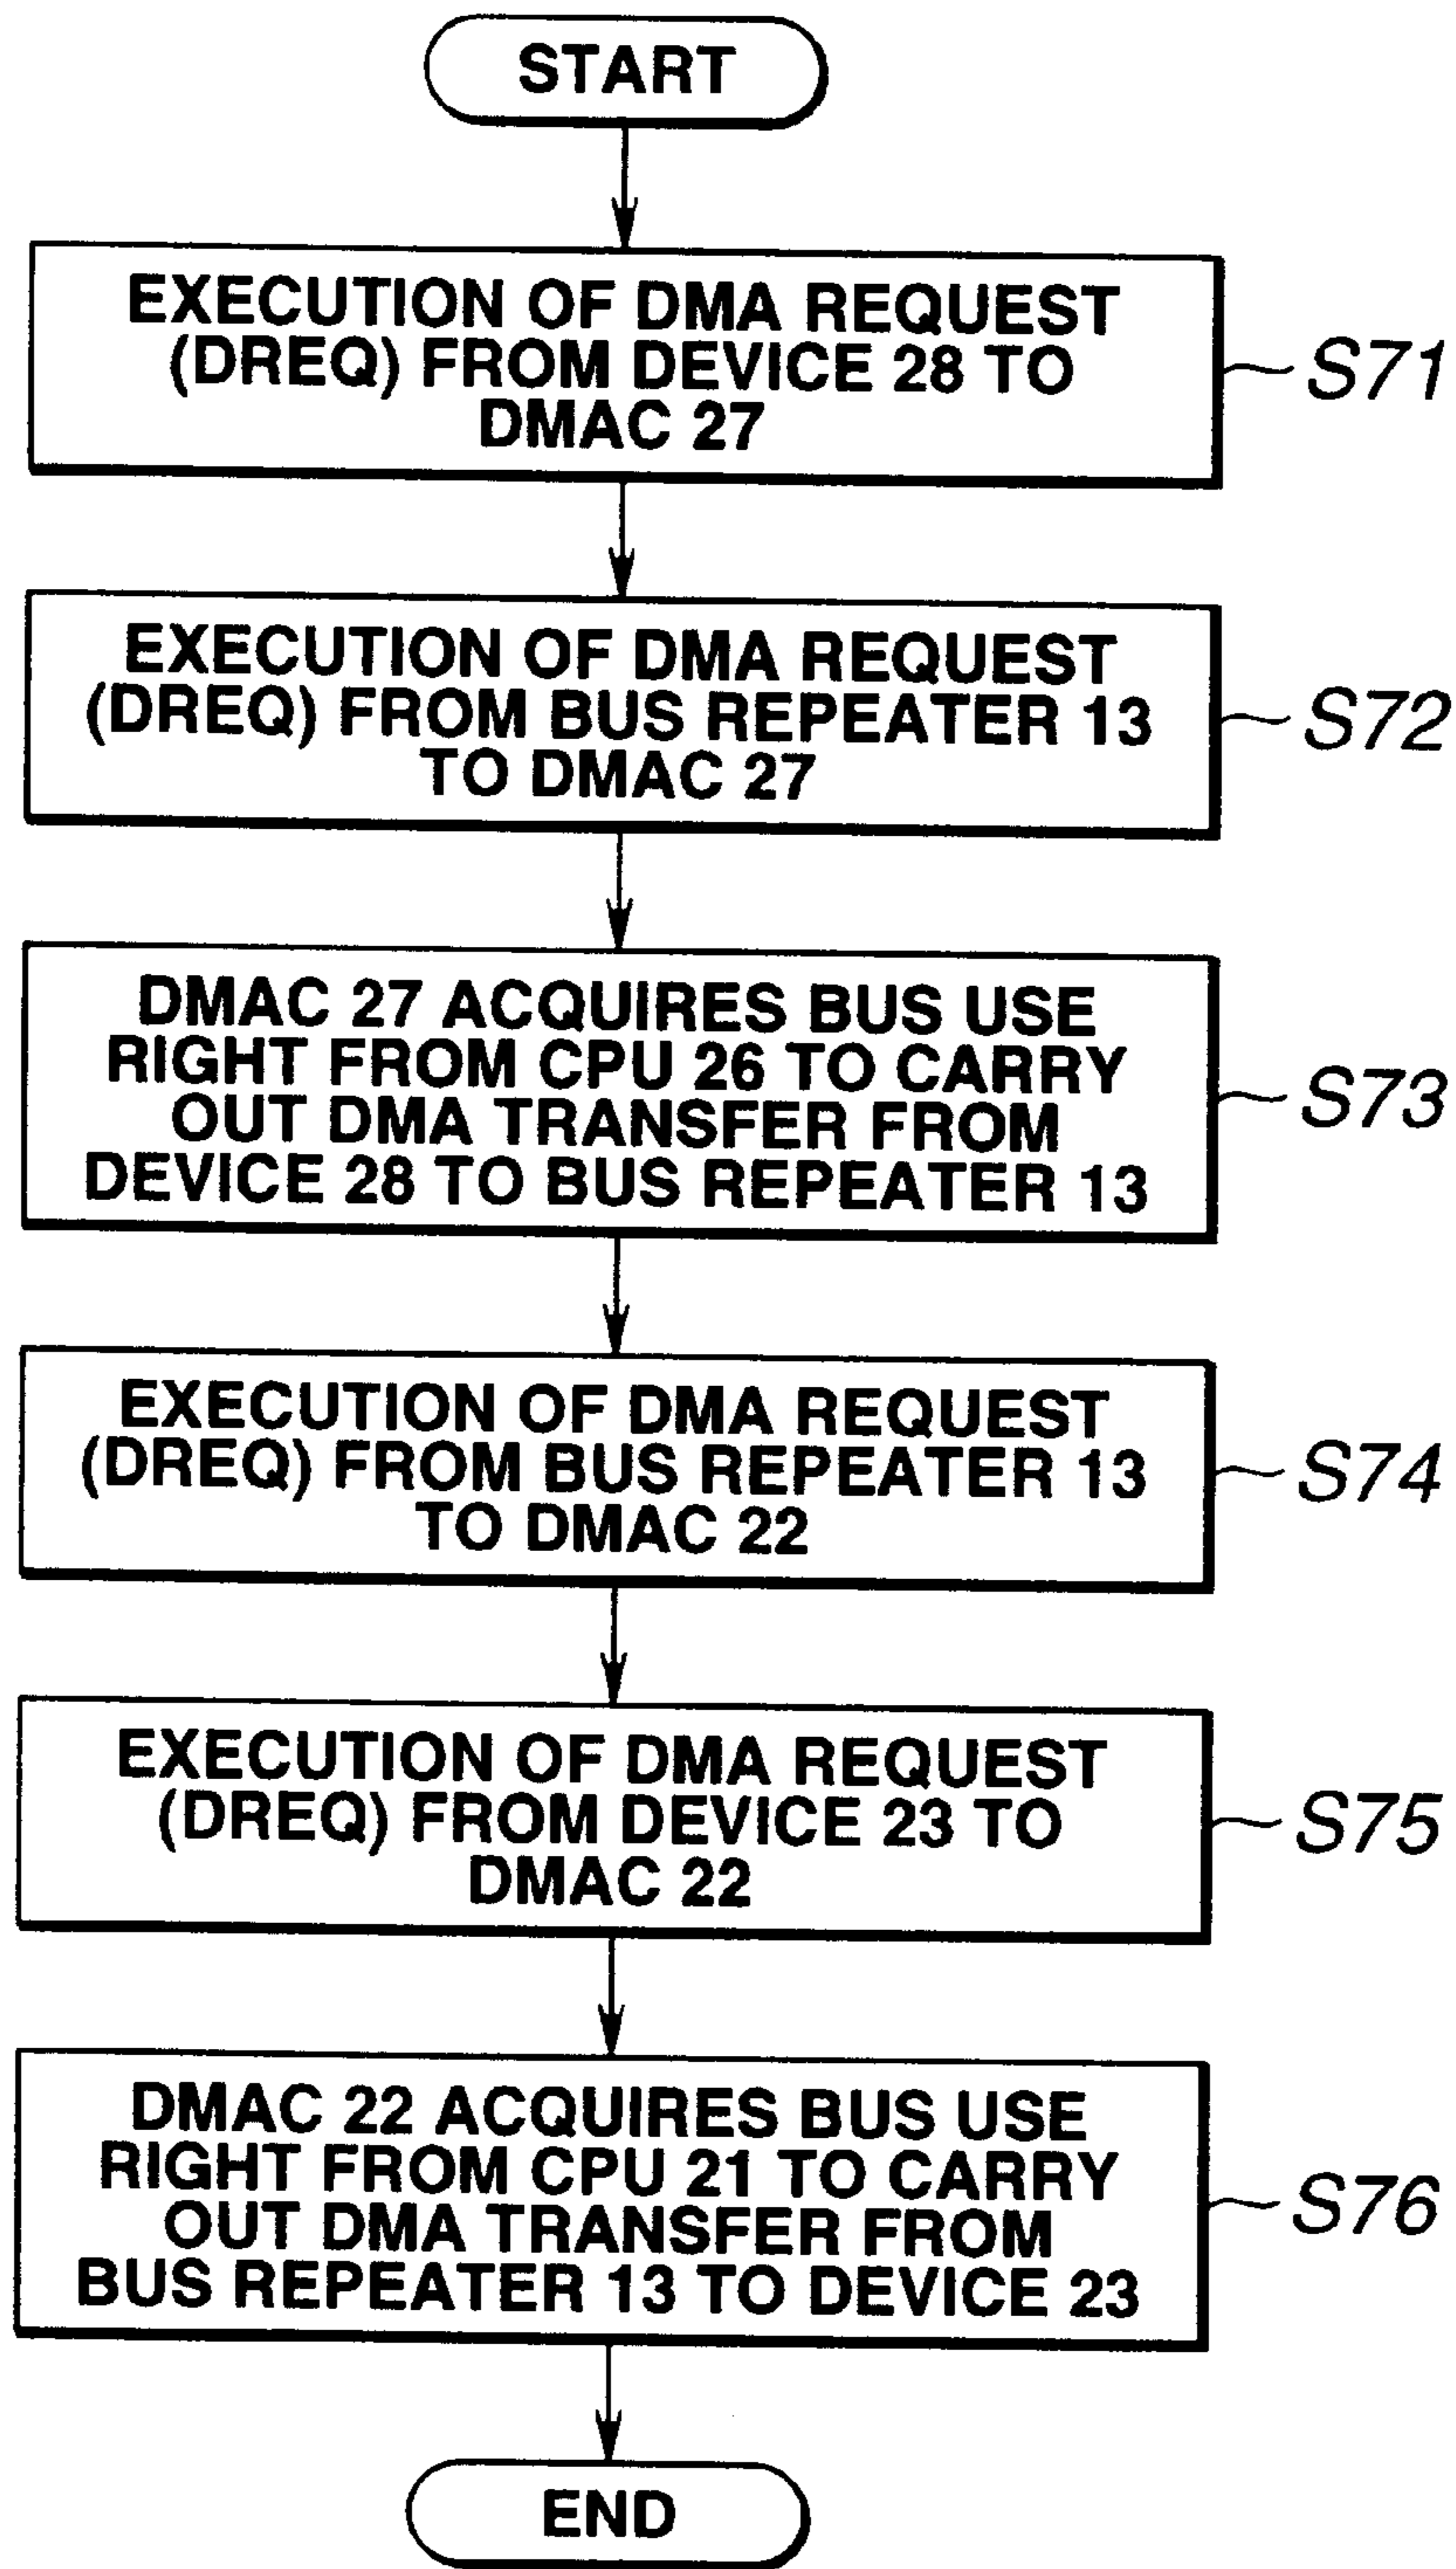 START
EXECUTION OF DMA REQUEST
(DREQ) FROM DEVICE 28 TO
DMAC 27
S71
EXECUTION OF DMA REQUEST
(DREQ) FROM BUS REPEATER 13
TO DMAC 27
S72
DMAC 27 ACQUIRES BUS USE
RIGHT FROM CPU 26 TO CARRY
OUT DMA TRANSFER FROM
DEVICE 28 TO BUS REPEATER 13
S73
EXECUTION OF DMA REQUEST
(DREQ) FROM BUS REPEATER 13
TO DMAC 22
S74
EXECUTION OF DMA REQUEST
(DREQ) FROM DEVICE 23 TO
DMAC 22
S75
DMAC 22 ACQUIRES BUS USE
RIGHT FROM CPU 21 TO CARRY
OUT DMA TRANSFER FROM
BUS REPEATER 13 TO DEVICE 23
S76
END